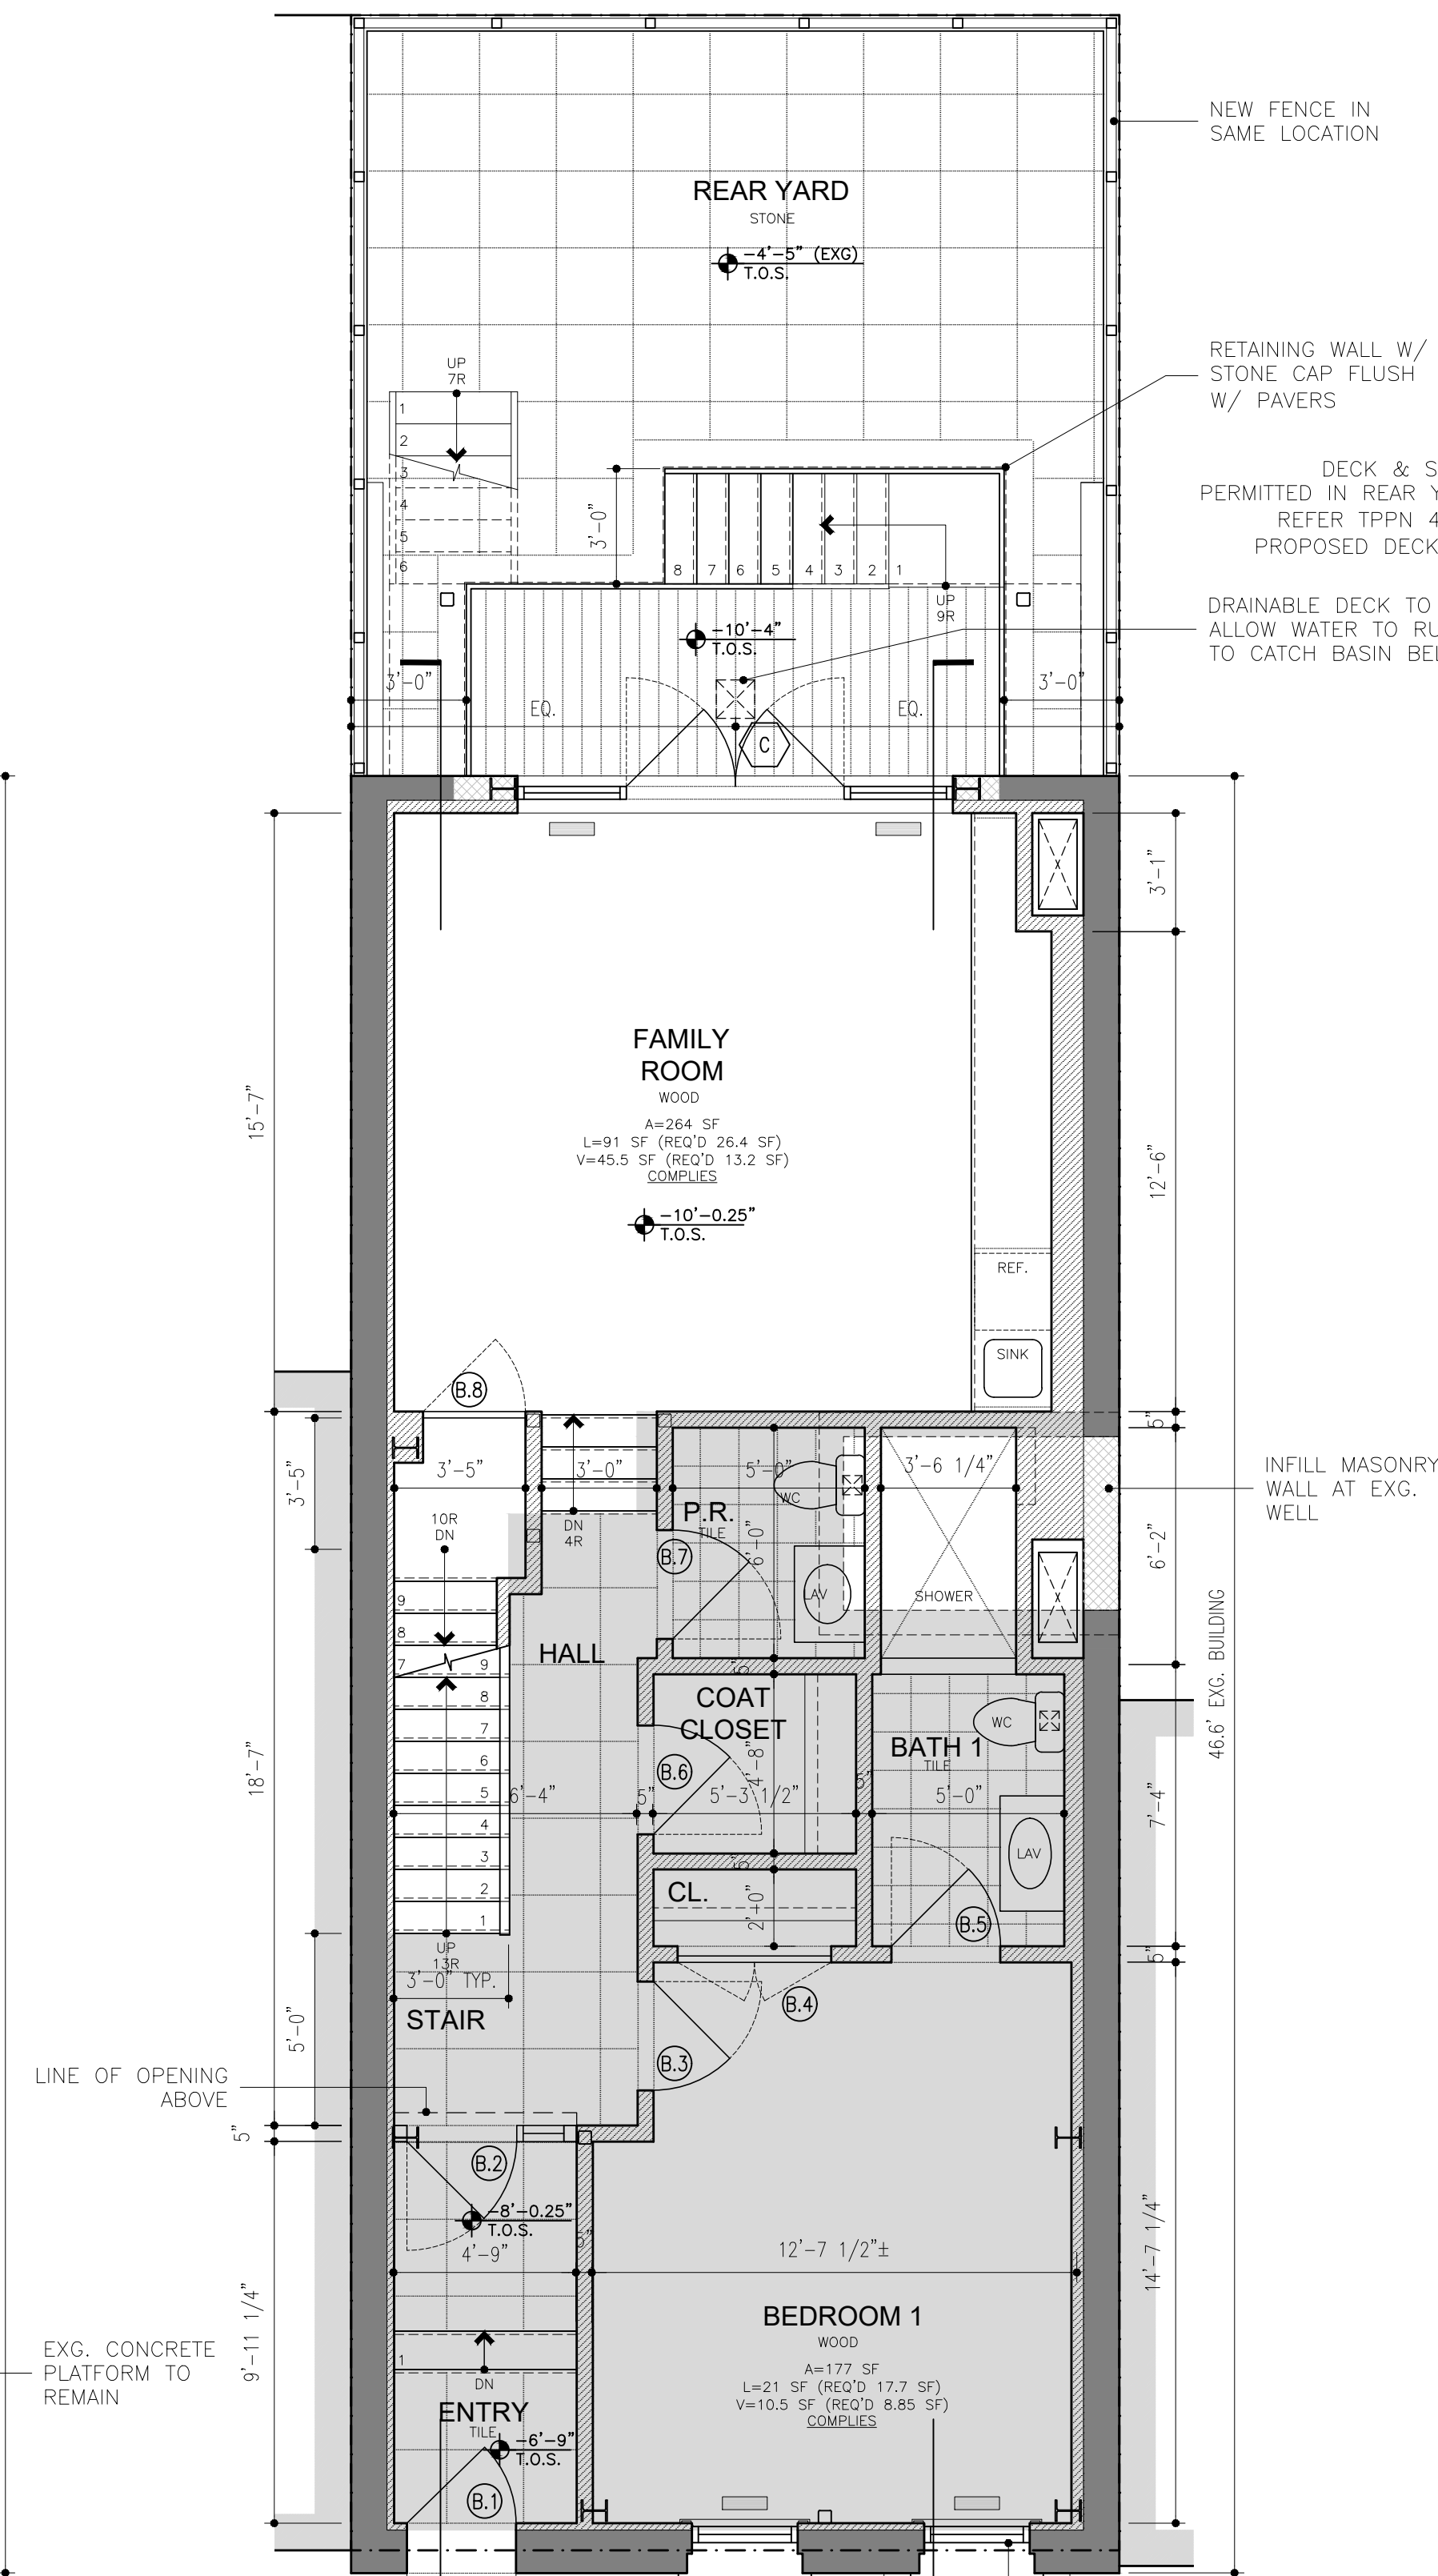 NEW FENCE IN
SAME LOCATION
REAR YARD
STONE
-4'-5" (EXG)
T.O.S.
RETAINING WALL W/
STONE CAP FLUSH
W/ PAVERS
UP
7R
1
2
3
4
5
6
DECK & S
PERMITTED IN REAR Y
REFER TPPN 4
PROPOSED DECK
3'-0"
8 7 6 5 4 3 2 1
UP
9R
DRAINABLE DECK TO
ALLOW WATER TO RU
TO CATCH BASIN BEL
-10'-4"
T.O.S.
3'-0"
3'-0"
EQ.
EQ.
C
3'-1"
15'-7"
12'-6"
FAMILY
ROOM
WOOD
A=264 SF
L=91 SF (REQ'D 26.4 SF)
V=45.5 SF (REQ'D 13.2 SF)
COMPLIES
-10'-0.25"
T.O.S.
REF.
SINK
B.8
5"
3'-5"
3'-5"
3'-0"
5'-0"
3'-6 1/4"
WC
INFILL MASONRY
WALL AT EXG.
WELL
10R
DN
DN
4R
P.R.
TILE
6'-0"
B.7
6'-2"
LAV
SHOWER
9
8
7
HALL
5"
46.6' EXG. BUILDING
9
8
7
6
5
4
3
2
1
COAT
CLOSET
4'-8"
WC
BATH 1
TILE
18'-7"
B.6
6'-4"
5"
5'-3 1/2"
5"
5'-0"
7'-4"
LAV
5"
CL.
2'-0"
B.5
UP
13R
3'-0" TYP.
5"
B.4
STAIR
5'-0"
B.3
LINE OF OPENING
ABOVE
5"
B.2
-8'-0.25"
T.O.S.
4'-9"
5"
12'-7 1/2"±
14'-7 1/4"
9'-11 1/4"
BEDROOM 1
WOOD
A=177 SF
L=21 SF (REQ'D 17.7 SF)
V=10.5 SF (REQ'D 8.85 SF)
COMPLIES
EXG. CONCRETE
PLATFORM TO
REMAIN
1
DN
ENTRY
TILE
-6'-9"
T.O.S.
B.1